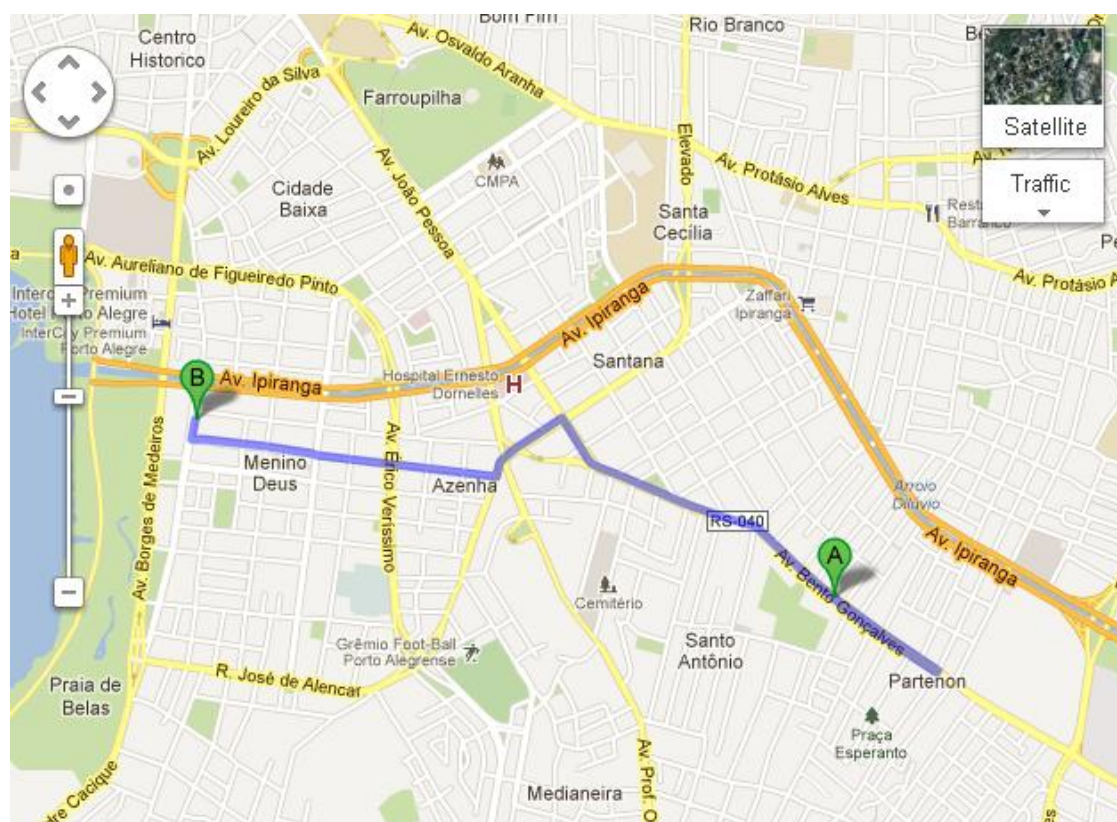 Centro
Historico
Bom Fim
Rio Branco
Av. Osvaldo Aranha
Av. Loureiro da Silva
Farroupilha
Satellite
Traffic
Elevado
Av. Protásio Alves
Av. João Pessoa
CMPA
Cidade
Baixa
Santa
Cecília
Av. Aureliano de Figueiredo Pinto
Av. Protásio A
Premium
Alegre
InterCity Premium
Porto Alegre
Zaffari
Ipiranga
Av. Ipiranga
B
Av. Ipiranga
Santana
Hospital Ernesto
Dornelles
H
Av. Borges de Medeiros
Menino
Deus
Azenha
Av. Érico Veríssimo
Arroio
Dilúvio
RS-040
A
Av. Ipiranga
Av. Bento Gonçalves
Cemitério
Santo
Antônio
Grêmio Foot-Ball
Porto Alegrense
Partenon
R. José de Alencar
Praia de
Belas
Praça
Esperanto
Av. Prof. O
Medianeira
dre Cacique